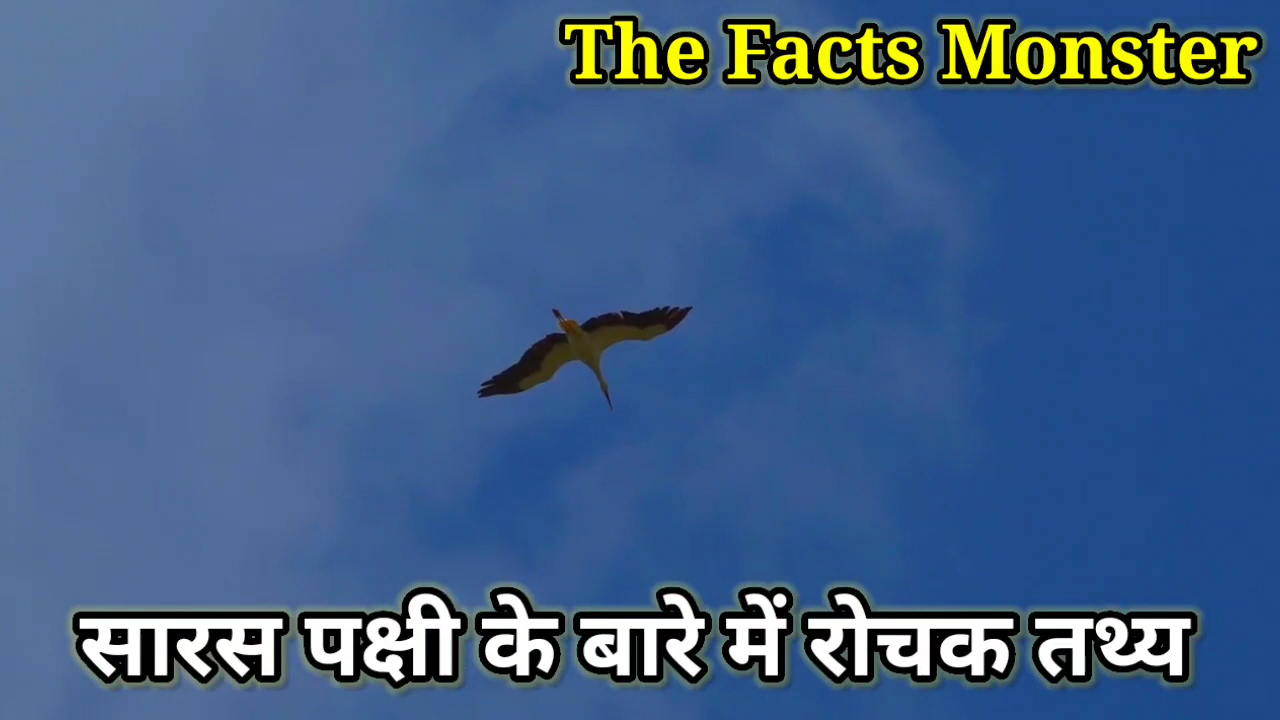 The Facts Monster
सारस पक्षी के बारे में रोचक तथ्य